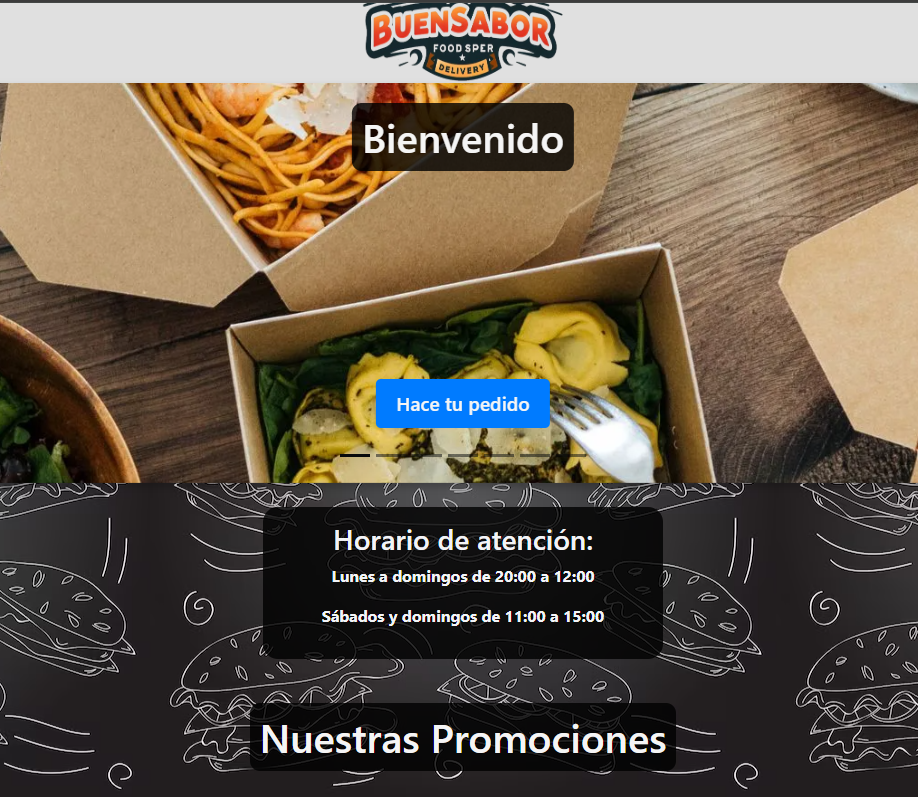 BUENSABOR
FOOD SPER
DELIVERY
Bienvenido
Hace tu pedido
Horario de atención:
Lunes a domingos de 20:00 a 12:00
Sábados y domingos de 11:00 a 15:00
Nuestras Promociones